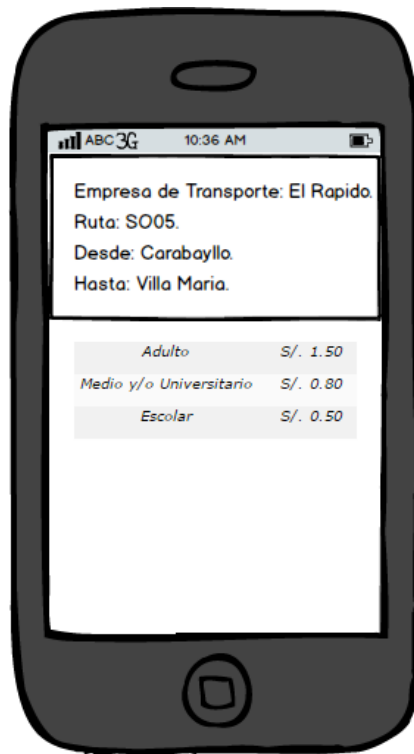 ABC 3G 10:36 AM
Empresa de Transporte: El Rapido.
Ruta: SO05.
Desde: Carabayllo.
Hasta: Villa Maria.
Adulto S/. 1.50
Medio y/o Universitario S/. 0.80
Escolar S/. 0.50